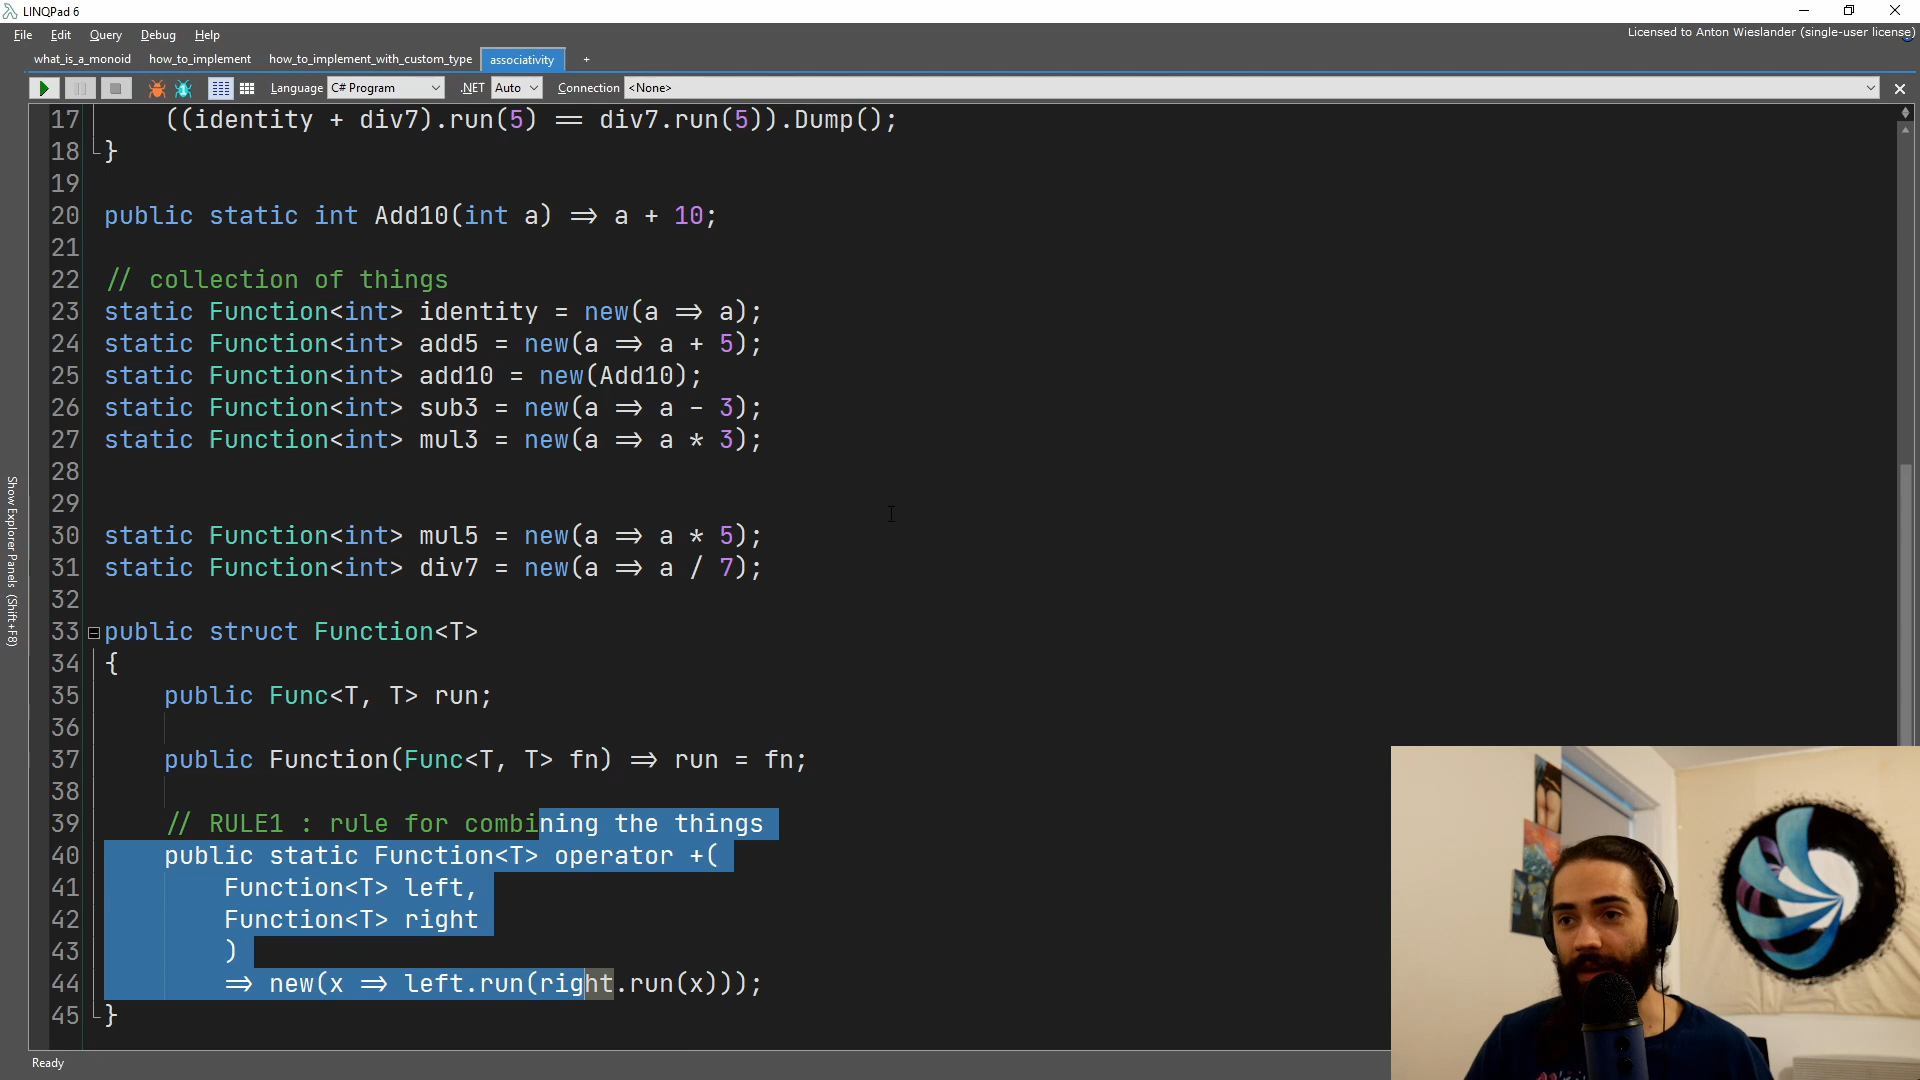 LINQPad 6
File Edit Query Debug Help
Licensed to Anton Wieslander (single-user license)
what_is_a_monoid how_to_implement how_to_implement_with_custom_type associativity +
Language C# Program .NET Auto Connection <None>
17 ((identity + div7).run(5) == div7.run(5)).Dump();
18 }
19
20 public static int Add10(int a) => a + 10;
21
22 // collection of things
23 static Function<int> identity = new(a => a);
24 static Function<int> add5 = new(a => a + 5);
25 static Function<int> add10 = new(Add10);
26 static Function<int> sub3 = new(a => a - 3);
27 static Function<int> mul3 = new(a => a * 3);
28
29
30 static Function<int> mul5 = new(a => a * 5);
31 static Function<int> div7 = new(a => a / 7);
32
33 public struct Function<T>
34 {
35 public Func<T, T> run;
36
37 public Function(Func<T, T> fn) => run = fn;
38
39 // RULE1 : rule for combining the things
40 public static Function<T> operator +(
41 Function<T> left,
42 Function<T> right
43 )
44 => new(x => left.run(right.run(x)));
45 }
Show Explorer Panels (Shift+F8)
Ready